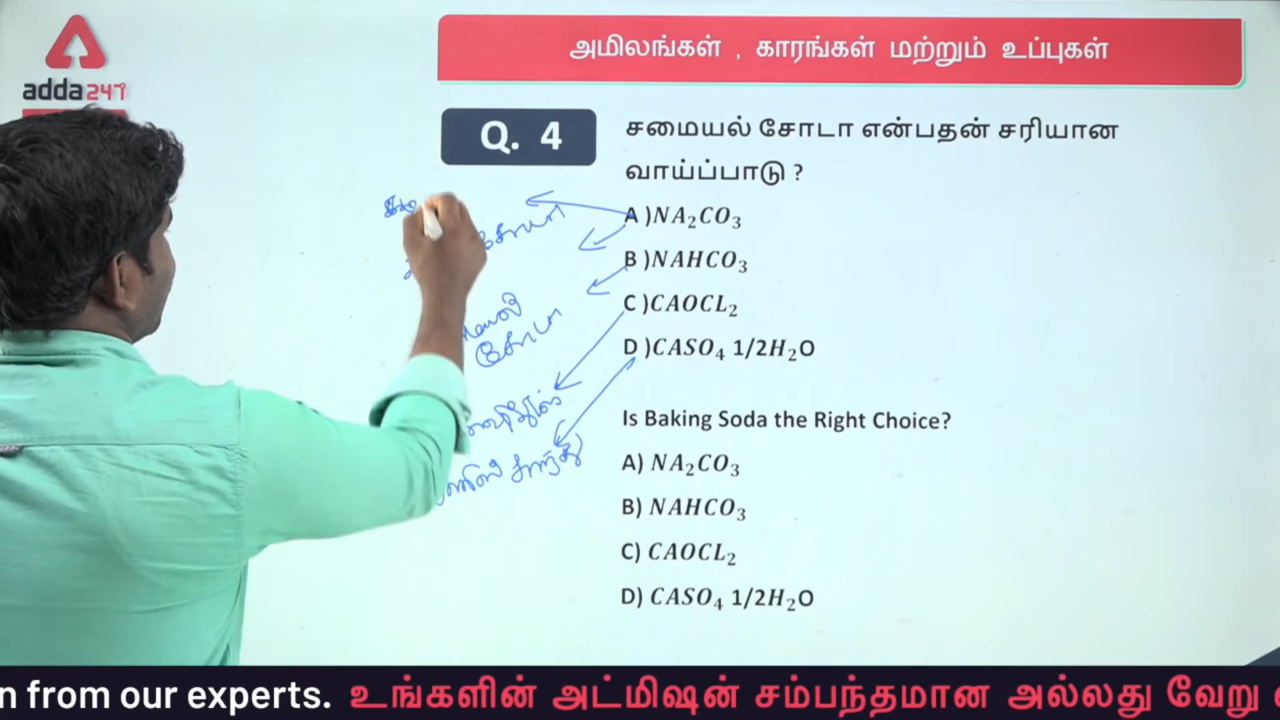 adda247
அமிலங்கள் , காரங்கள் மற்றும் உப்புகள்
Q. 4
சமையல் சோடா என்பதன் சரியான
வாய்ப்பாடு ?
A )NA₂CO₃
B )NAHCO₃
C )CAOCL₂
D )CASO₄ 1/2H₂O
சோடா
Is Baking Soda the Right Choice?
A) NA₂CO₃
B) NAHCO₃
C) CAOCL₂
D) CASO₄ 1/2H₂O
n from our experts. உங்களின் அட்மிஷன் சம்பந்தமான அல்லது வேறு